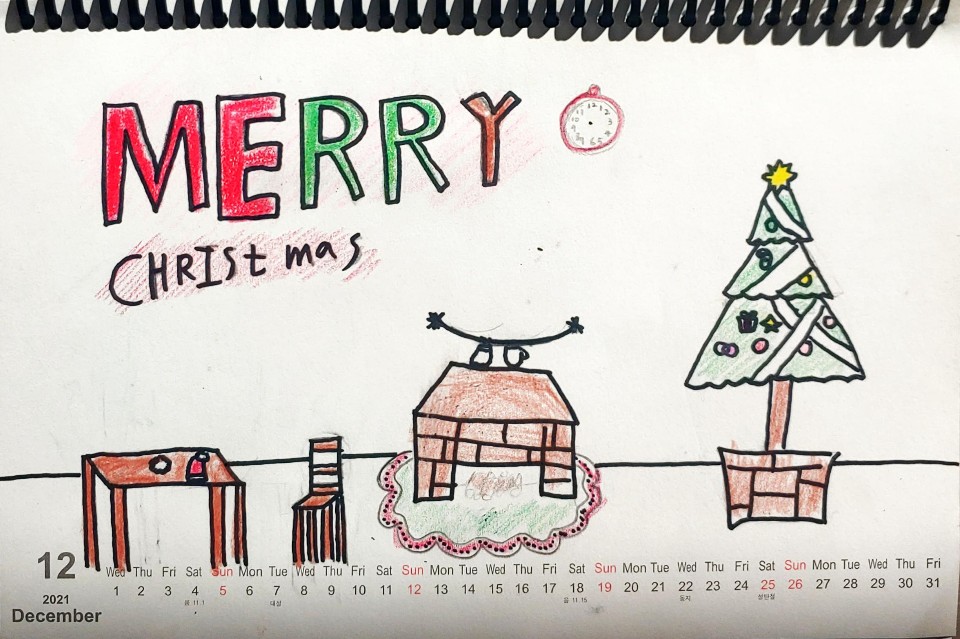 MERRY
CHRISt mas
12
2021
December
Wed Thu Fri Sat Sun Mon Tue Wed Thu Fri Sat Sun Mon Tue Wed Thu Fri Sat Sun Mon Tue Wed Thu Fri Sat Sun Mon Tue Wed Thu Fri
1 2 3 4 5 6 7 8 9 10 11 12 13 14 15 16 17 18 19 20 21 22 23 24 25 26 27 28 29 30 31
음 11.1 대설 음 11.15 동지 성탄절